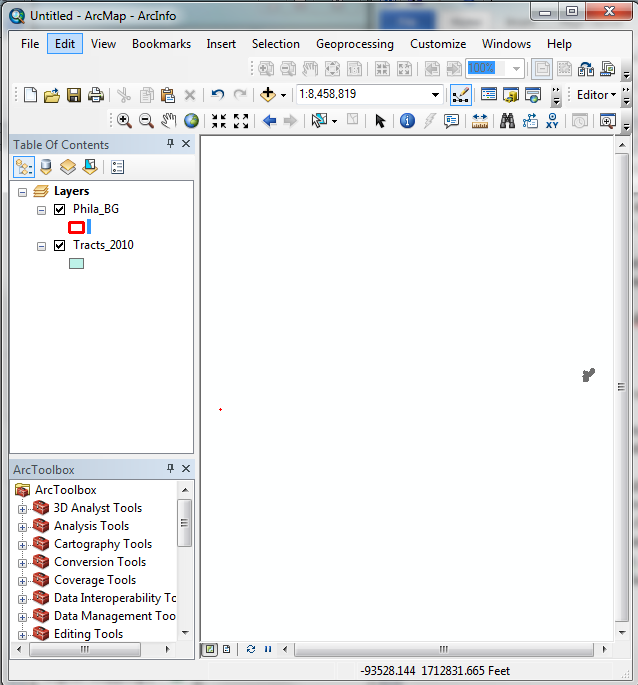 Untitled - ArcMap - ArcInfo
File Edit View Bookmarks Insert Selection Geoprocessing Customize Windows Help
100%
1:8,458,819
Editor
XY
Table Of Contents
Layers
Phila_BG
Tracts_2010
ArcToolbox
ArcToolbox
3D Analyst Tools
Analysis Tools
Cartography Tools
Conversion Tools
Coverage Tools
Data Interoperability Tc
Data Management Too
Editing Tools
-93528.144 1712831.665 Feet